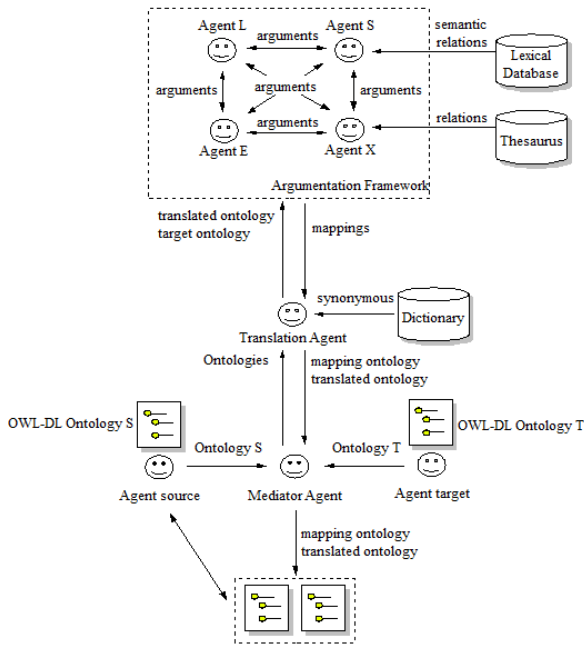 Agent L
Agent S
semantic
relations
Lexical
Database
arguments
arguments
arguments
arguments
arguments
relations
Thesaurus
Agent E
Agent X
Argumentation Framework
translated ontology
target ontology
mappings
synonymous
Dictionary
Translation Agent
Ontologies
mapping ontology
translated ontology
OWL-DL Ontology S
OWL-DL Ontology T
Ontology S
Ontology T
Agent source
Mediator Agent
Agent target
mapping ontology
translated ontology